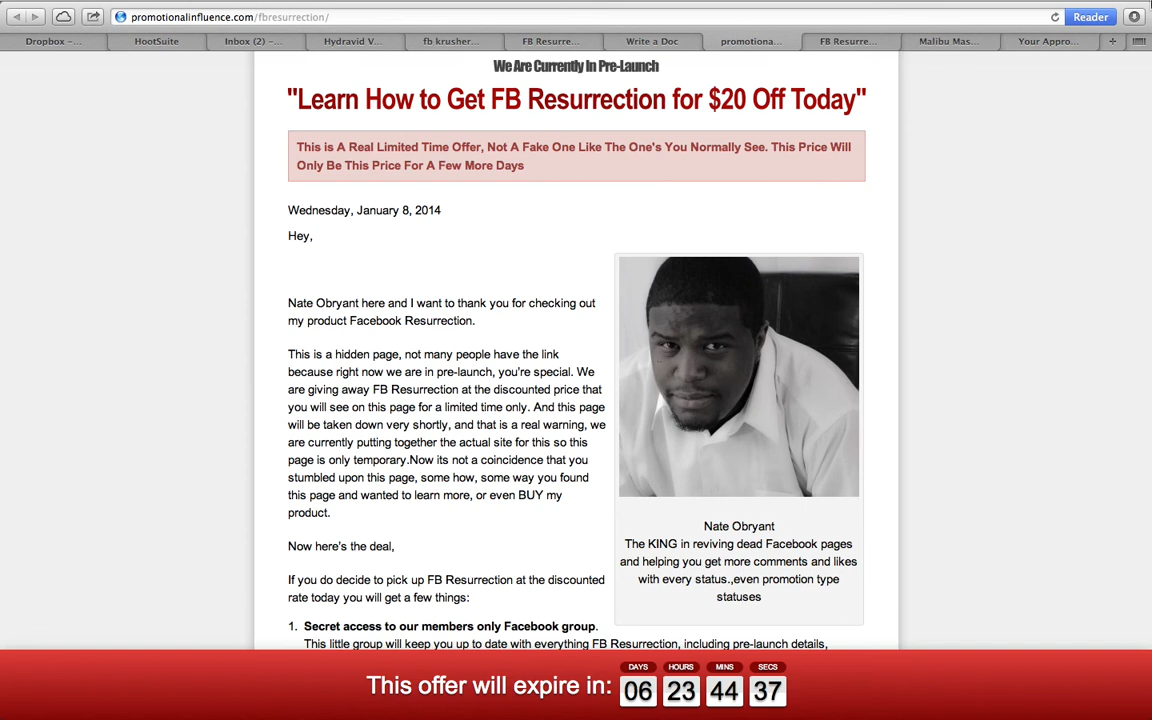 promotionalinfluence.com/fbresurrection/
Reader
Dropbox –...
HootSuite
Inbox (2) –...
Hydravid V...
fb krusher...
FB Resurre...
Write a Doc
promotiona...
FB Resurre...
Malibu Mas...
Your Appro...
We Are Currently In Pre-Launch
"Learn How to Get FB Resurrection for $20 Off Today"
This is A Real Limited Time Offer, Not A Fake One Like The One's You Normally See. This Price Will
Only Be This Price For A Few More Days
Wednesday, January 8, 2014
Hey,
Nate Obryant here and I want to thank you for checking out
my product Facebook Resurrection.
This is a hidden page, not many people have the link
because right now we are in pre-launch, you're special. We
are giving away FB Resurrection at the discounted price that
you will see on this page for a limited time only. And this page
will be taken down very shortly, and that is a real warning, we
are currently putting together the actual site for this so this
page is only temporary.Now its not a coincidence that you
stumbled upon this page, some how, some way you found
this page and wanted to learn more, or even BUY my
product.
Nate Obryant
The KING in reviving dead Facebook pages
and helping you get more comments and likes
with every status.,even promotion type
statuses
Now here's the deal,
If you do decide to pick up FB Resurrection at the discounted
rate today you will get a few things:
1. Secret access to our members only Facebook group.
This little group will keep you up to date with everything FB Resurrection, including pre-launch details,
This offer will expire in:
DAYS HOURS MINS SECS
06 23 44 37